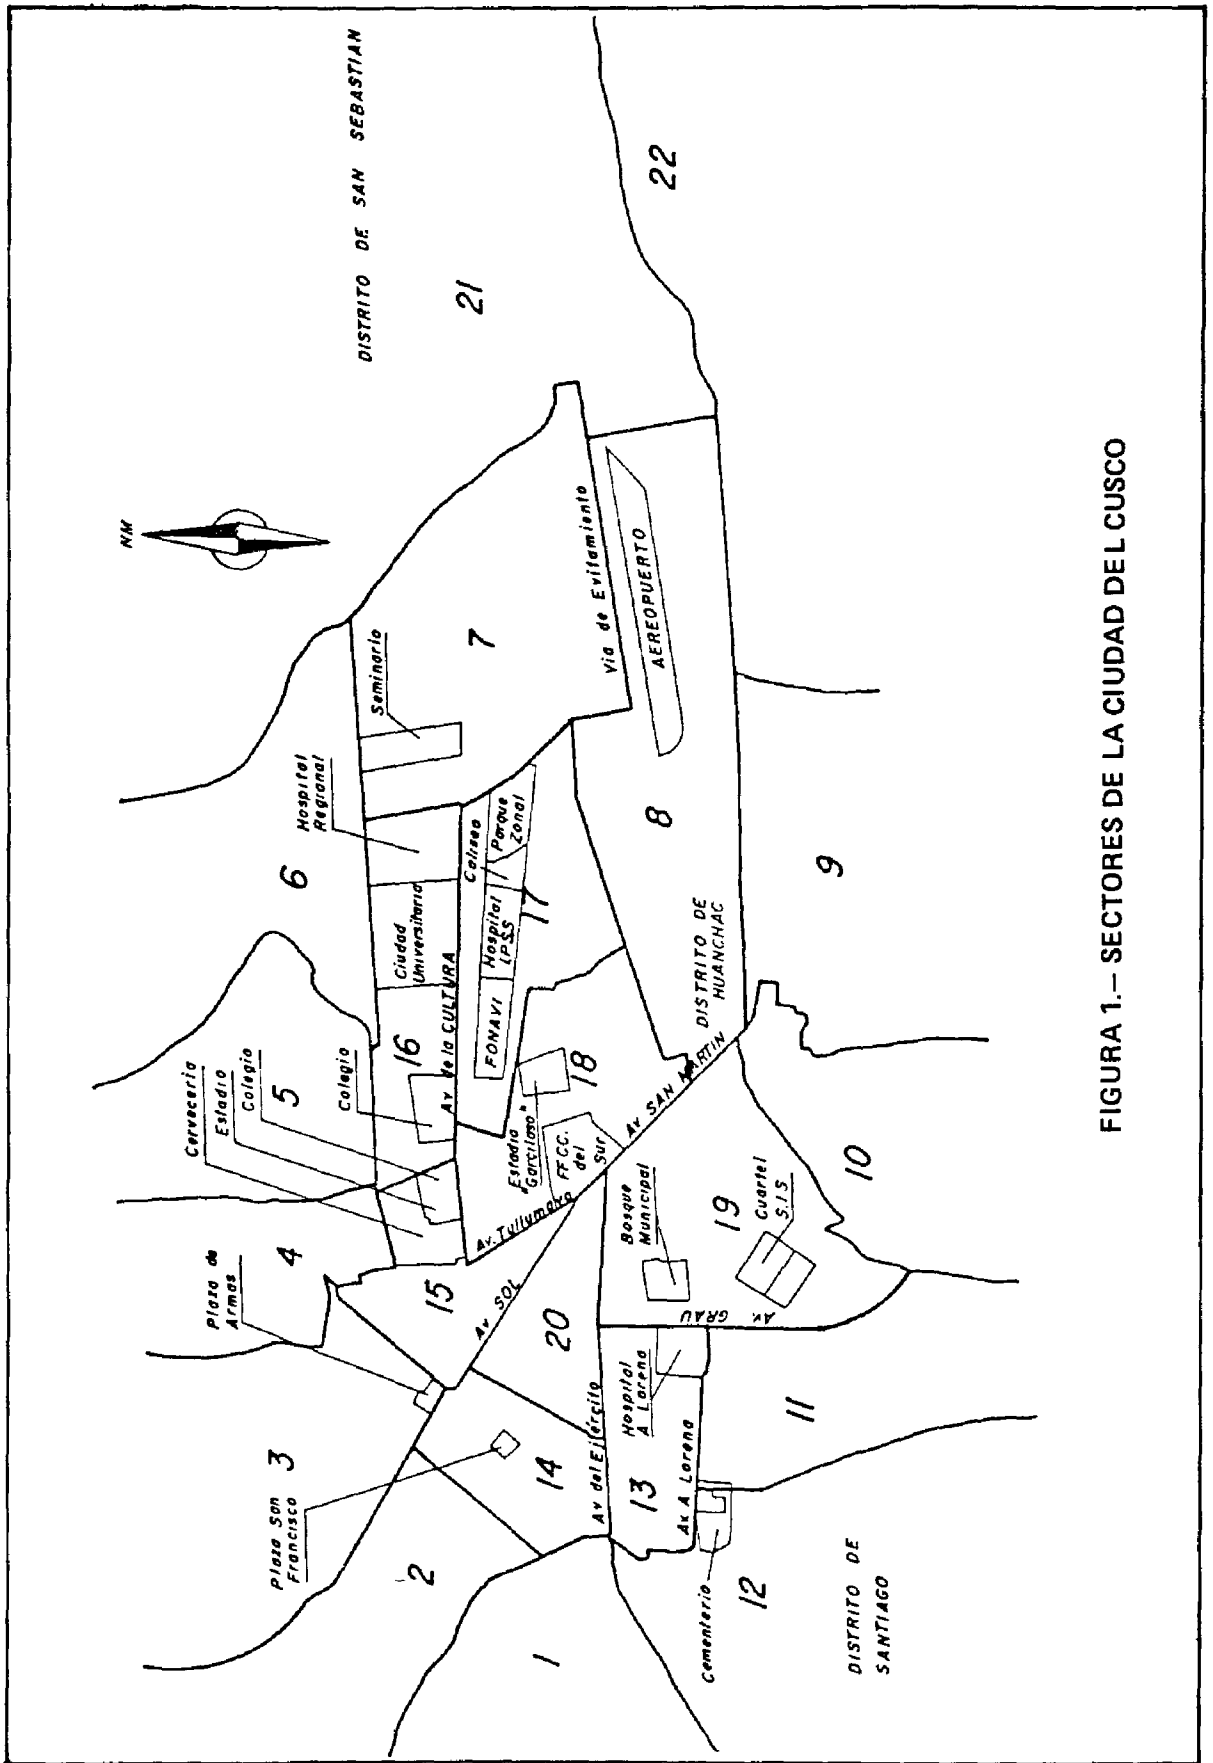 DISTRITO DE SAN SEBASTIAN
NM
21
22
Seminario
7
Hospital
Regional
6
Vía de Evitamiento
AEREOPUERTO
Coliseo
Parque
Zonal
Hospital
I.P.S.S
17
8
9
Ciudad
Universitaria
Av de la CULTURA
FONAVI
16
Cerveceria
Estadio
Colegio
5
Colegio
18
DISTRITO DE
HUANCHAC
Av. SAN MARTIN
Estadio
"Garcilaso"
FF CC.
del
Sur
Av. Tullumayo
Plaza de
Armas
4
15
Av SOL
20
Bosque
Municipal
19
Cuartel
S.I.S
10
AV. GRAU
Plaza San
Francisco
3
14
Av del Ejército
Hospital
A Lorena
13
Av. A Lorena
11
2
1
Cementerio
12
DISTRITO DE
SANTIAGO
FIGURA 1.— SECTORES DE LA CIUDAD DEL CUSCO